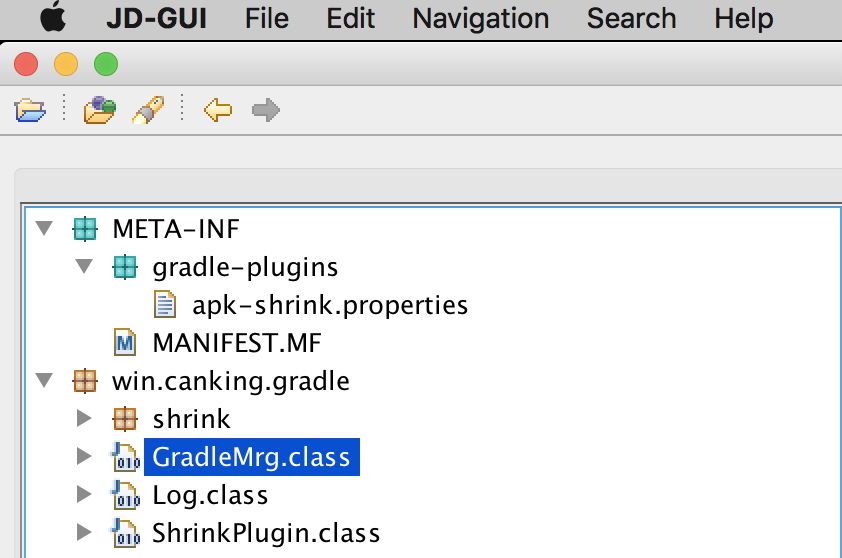 JD-GUI File Edit Navigation Search Help
META-INF
gradle-plugins
apk-shrink.properties
MANIFEST.MF
win.canking.gradle
shrink
GradleMrg.class
Log.class
ShrinkPlugin.class